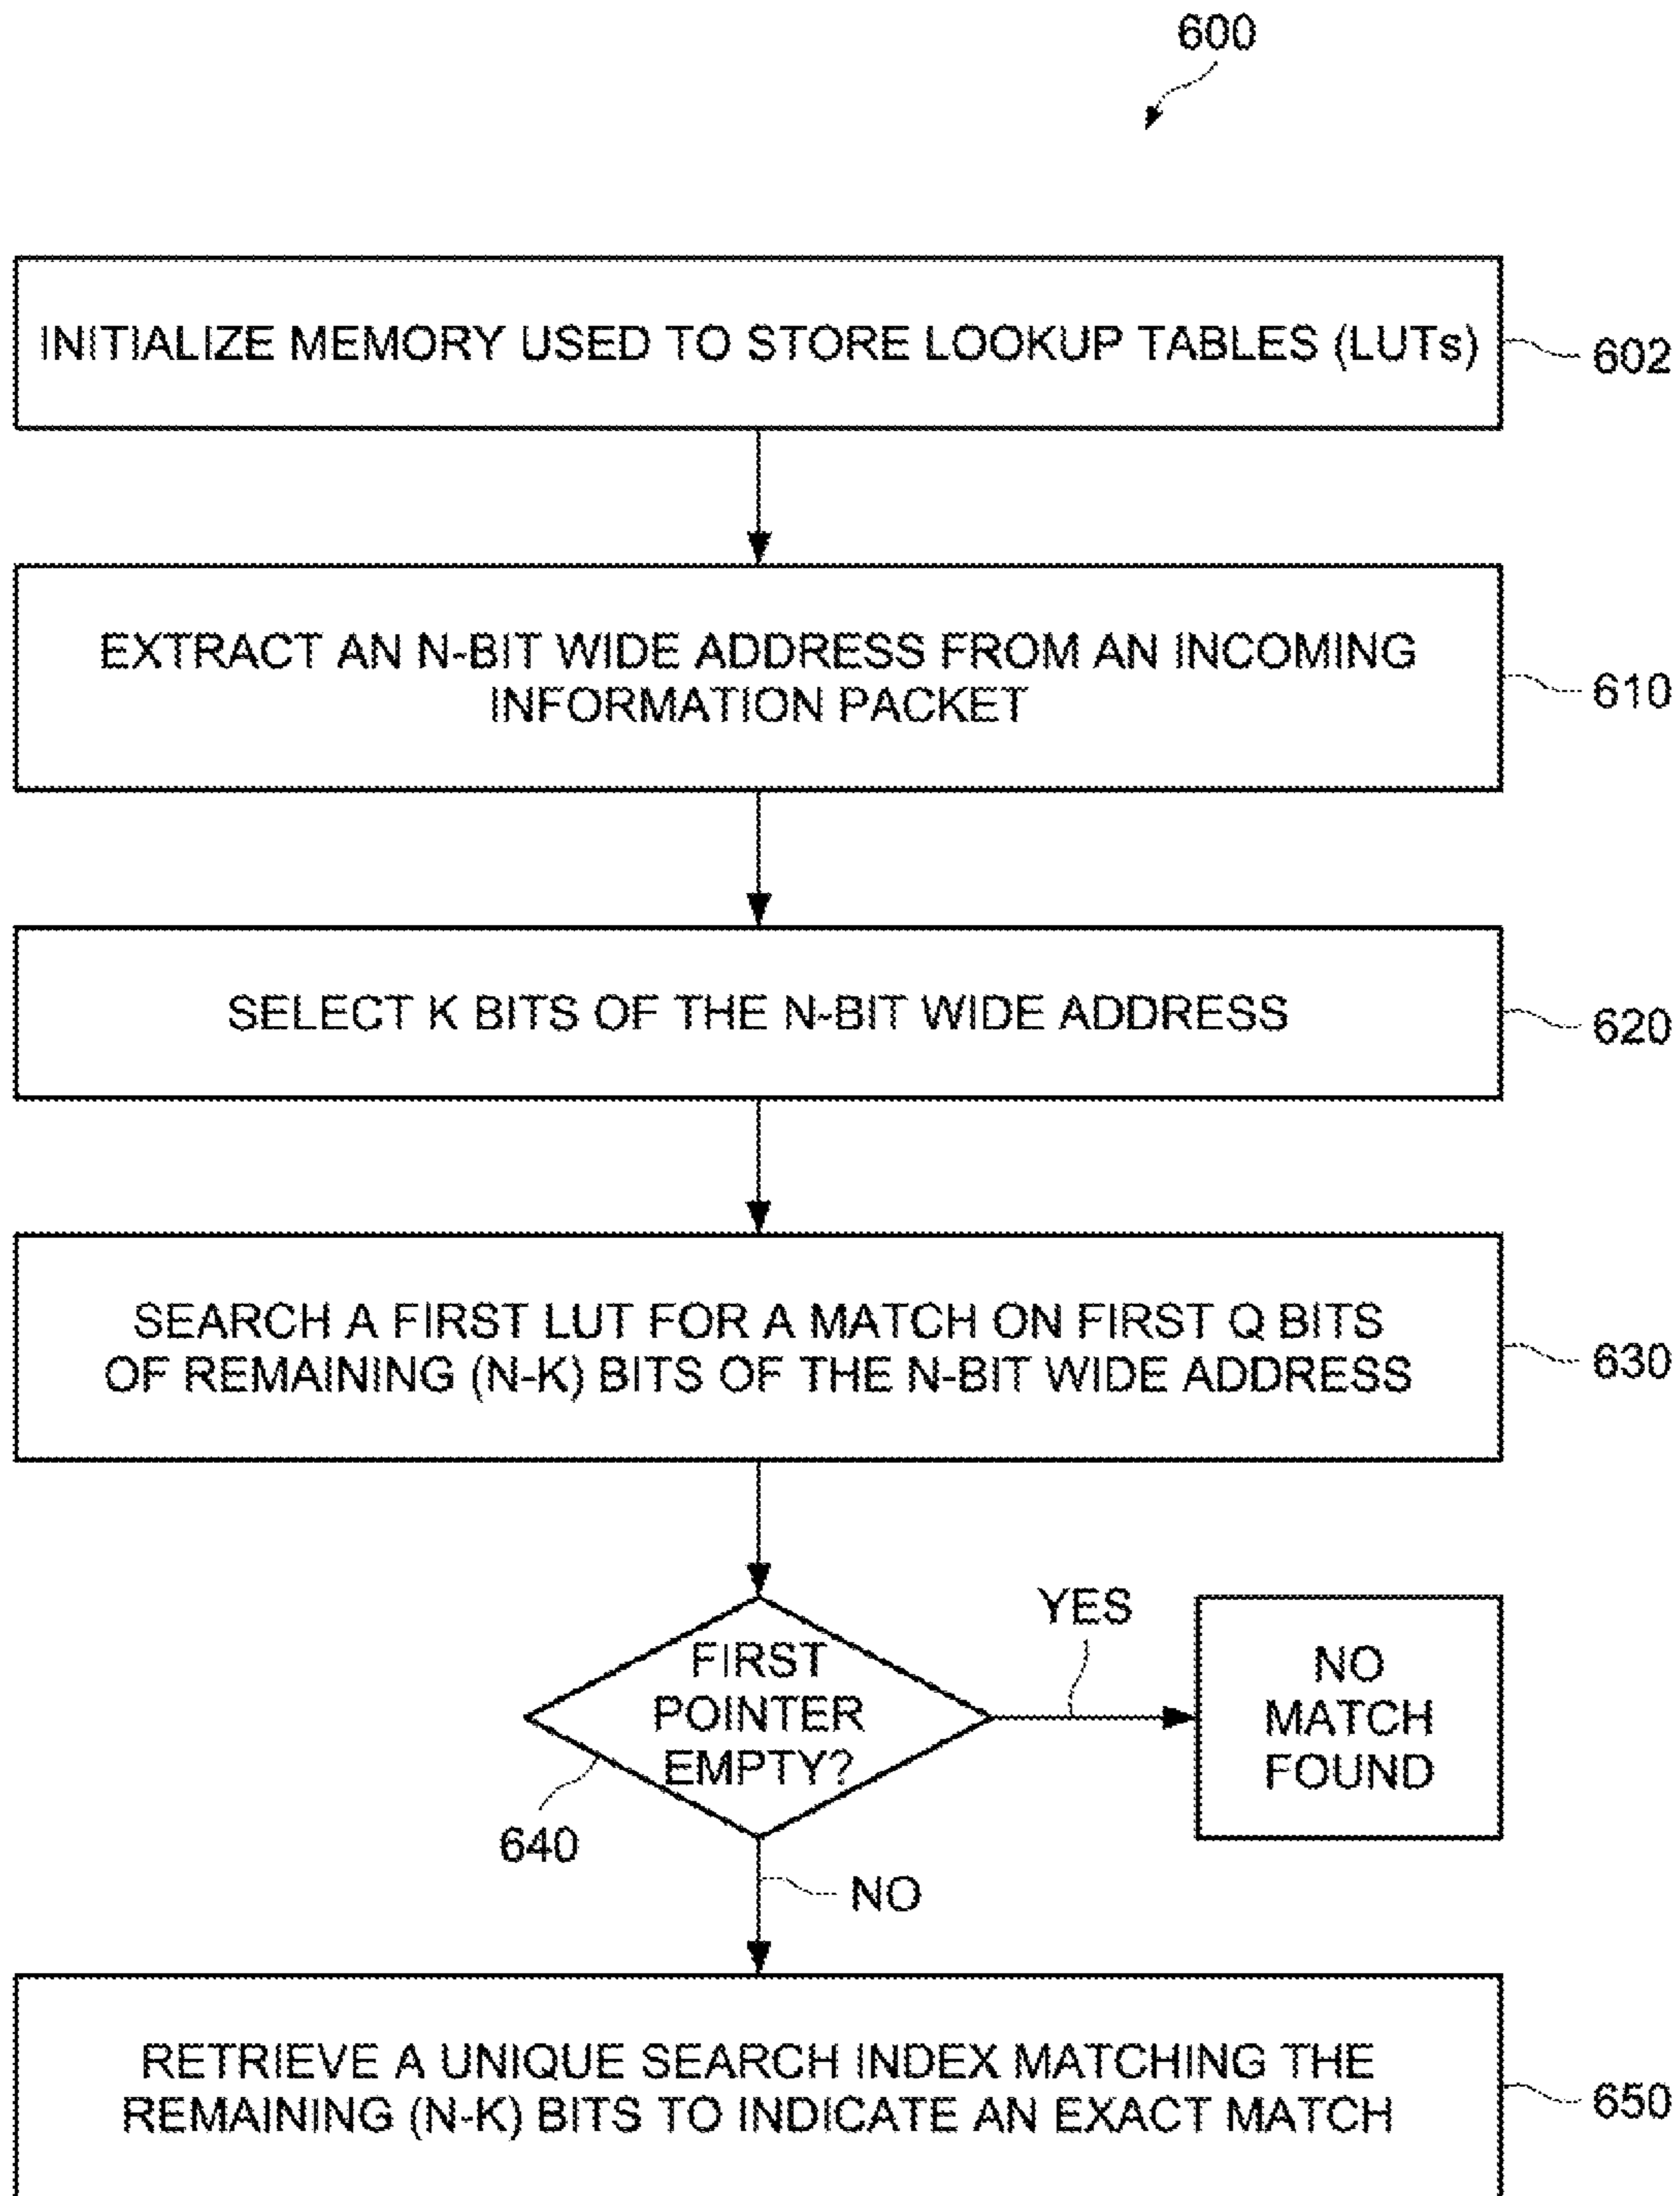 600
INITIALIZE MEMORY USED TO STORE LOOKUP TABLES (LUTs)
602
EXTRACT AN N-BIT WIDE ADDRESS FROM AN INCOMING
INFORMATION PACKET
610
SELECT K BITS OF THE N-BIT WIDE ADDRESS
620
SEARCH A FIRST LUT FOR A MATCH ON FIRST Q BITS
OF REMAINING (N-K) BITS OF THE N-BIT WIDE ADDRESS
630
FIRST
POINTER
EMPTY?
640
YES
NO
MATCH
FOUND
NO
RETRIEVE A UNIQUE SEARCH INDEX MATCHING THE
REMAINING (N-K) BITS TO INDICATE AN EXACT MATCH
650